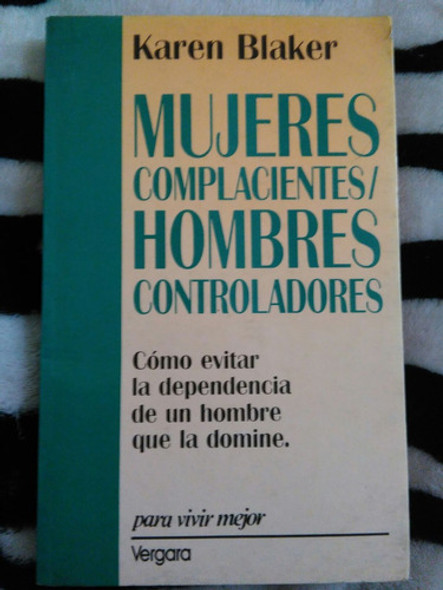 Karen Blaker
MUJERES
COMPLACIENTES/
HOMBRES
CONTROLADORES
Cómo evitar
la dependencia
de un hombre
que la domine.
para vivir mejor
Vergara